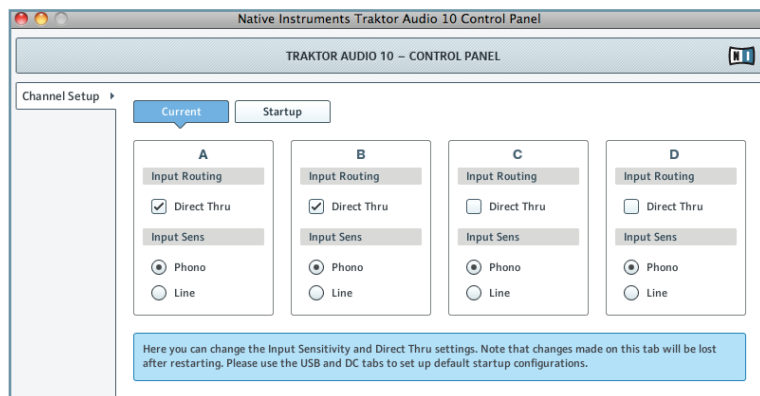 Native Instruments Traktor Audio 10 Control Panel
TRAKTOR AUDIO 10 – CONTROL PANEL
NI
Channel Setup
Current
Startup
A
Input Routing
Direct Thru
Input Sens
Phono
Line
B
Input Routing
Direct Thru
Input Sens
Phono
Line
C
Input Routing
Direct Thru
Input Sens
Phono
Line
D
Input Routing
Direct Thru
Input Sens
Phono
Line
Here you can change the Input Sensitivity and Direct Thru settings. Note that changes made on this tab will be lost
after restarting. Please use the USB and DC tabs to set up default startup configurations.